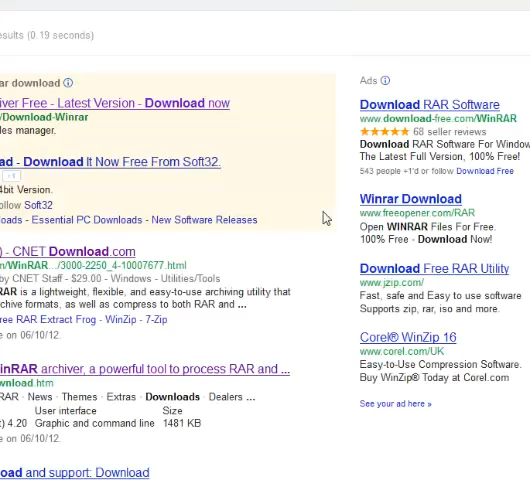 esults (0.19 seconds)
rar download
iver Free - Latest Version - Download now
/Download-Winrar
les manager.
ad - Download It Now Free From Soft32.
+1
4bit Version.
ollow Soft32
loads - Essential PC Downloads - New Software Releases
) - CNET Download.com
m/WinRAR.../3000-2250_4-10007677.html
by CNET Staff - $29.00 - Windows - Utilities/Tools
RAR is a lightweight, flexible, and easy-to-use archiving utility that
rchive formats, as well as compress to both RAR and ...
ree RAR Extract Frog - WinZip - 7-Zip
e on 06/10/12.
inRAR archiver, a powerful tool to process RAR and ...
wnload.htm
RAR · News · Themes · Extras · Downloads · Dealers ...
User interface Size
t) 4.20 Graphic and command line 1481 KB
e on 06/10/12.
oad and support: Download
Ads
Download RAR Software
www.download-free.com/WinRAR
★★★★★ 68 seller reviews
Download RAR Software For Window
The Latest Full Version, 100% Free!
543 people +1'd or follow Download Free
Winrar Download
www.freeopener.com/RAR
Open WINRAR Files For Free.
100% Free - Download Now!
Download Free RAR Utility
www.jzip.com/
Fast, safe and Easy to use software
Supports zip, rar, iso and more.
Corel® WinZip 16
www.corel.com/UK
Easy-to-Use Compression Software.
Buy WinZip® Today at Corel.com
See your ad here »